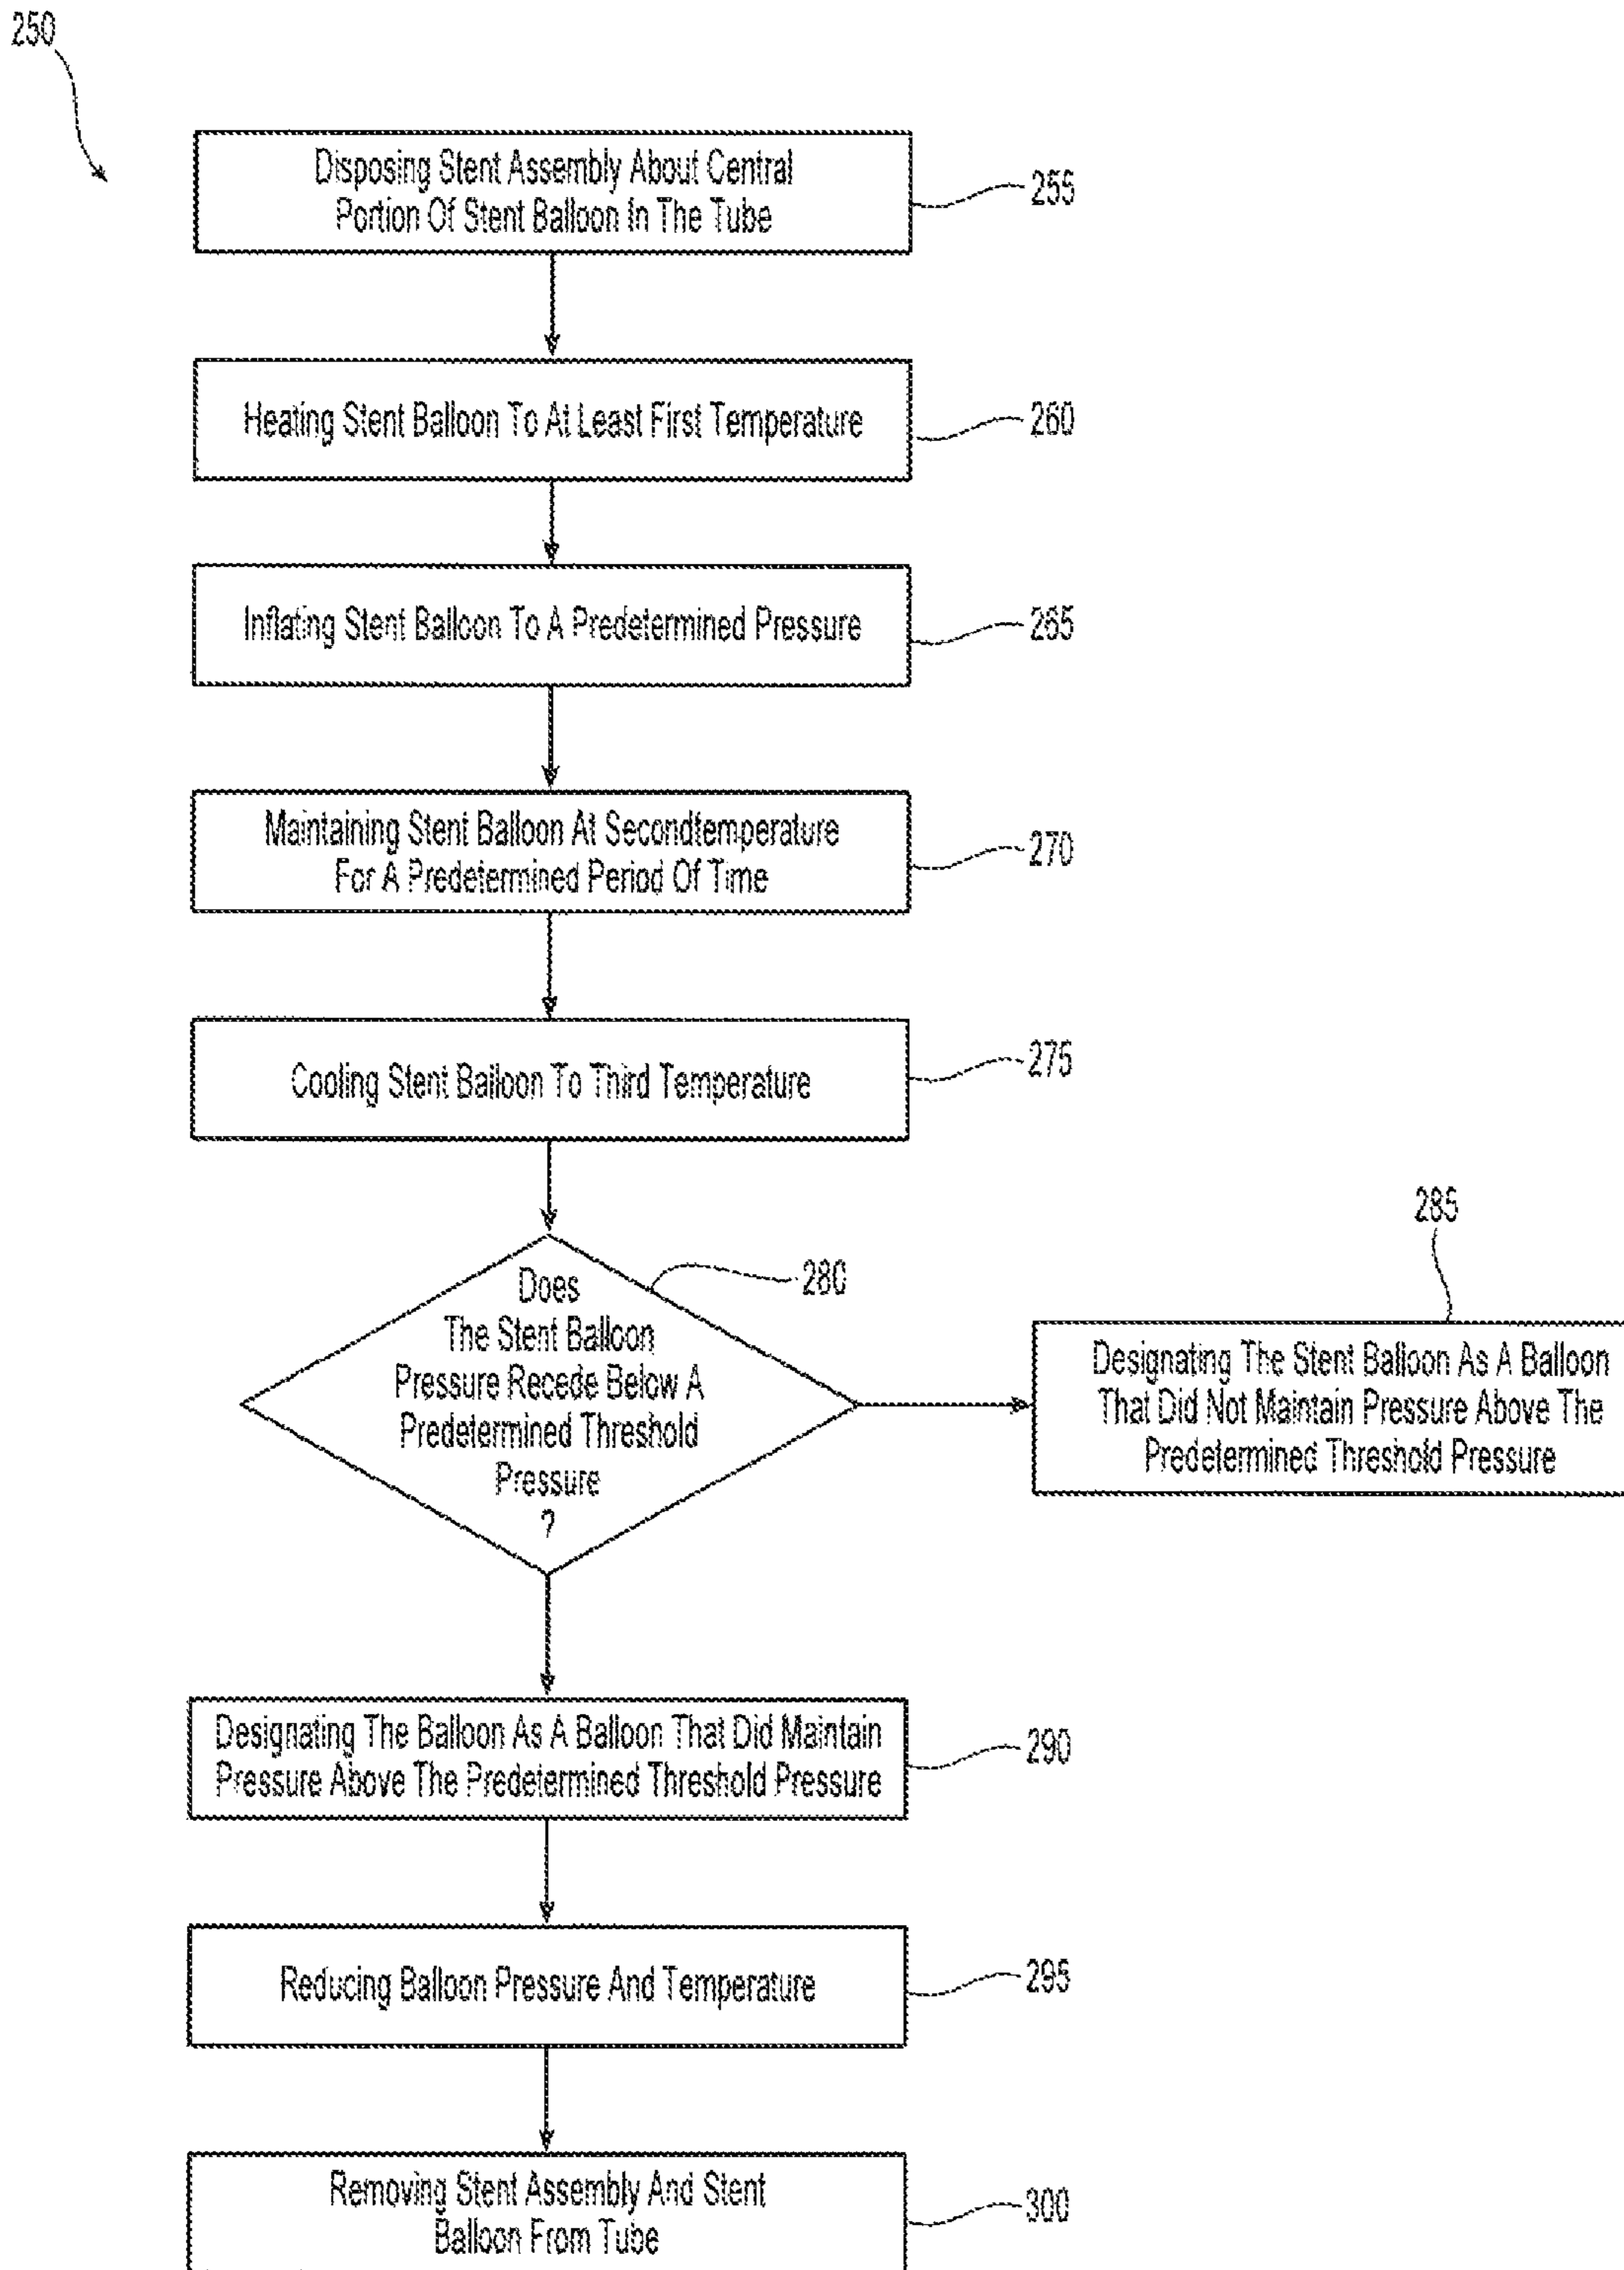 250
Disposing Stent Assembly About Central
Portion Of Stent Balloon In The Tube
255
Heating Stent Balloon To At Least First Temperature
260
Inflating Stent Balloon To A Predetermined Pressure
265
Maintaining Stent Balloon At Secondtemperature
For A Predetermined Period Of Time
270
Cooling Stent Balloon To Third Temperature
275
Does
The Stent Balloon
Pressure Recede Below A
Predetermined Threshold
Pressure
?
280
285
Designating The Stent Balloon As A Balloon
That Did Not Maintain Pressure Above The
Predetermined Threshold Pressure
Designating The Balloon As A Balloon That Did Maintain
Pressure Above The Predetermined Threshold Pressure
290
Reducing Balloon Pressure And Temperature
295
Removing Stent Assembly And Stent
Balloon From Tube
300